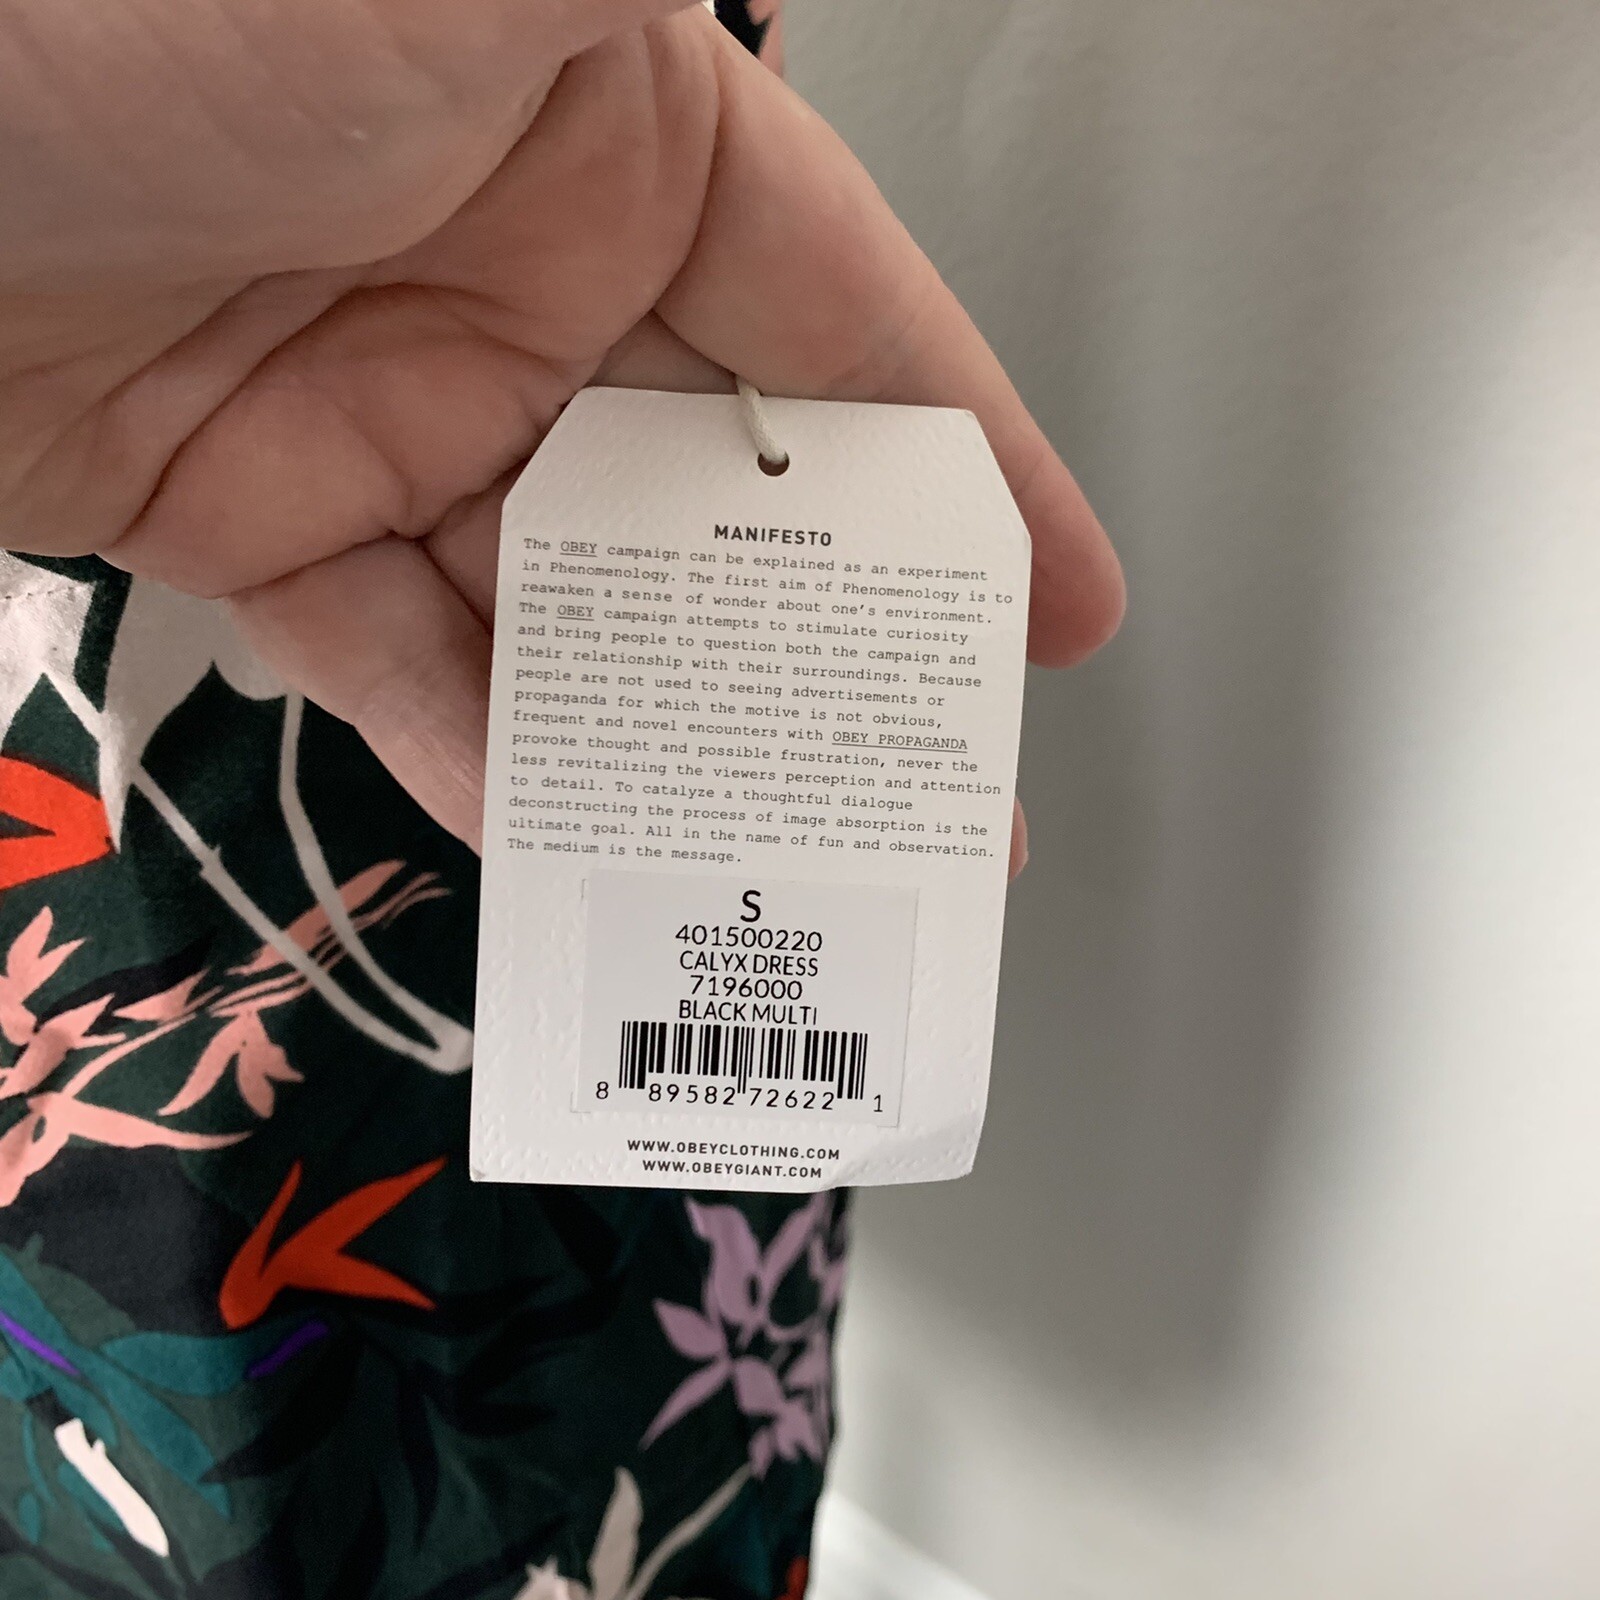 MANIFESTO
The OBEY campaign can be explained as an experiment
in Phenomenology. The first aim of Phenomenology is to
reawaken a sense of wonder about one's environment.
The OBEY campaign attempts to stimulate curiosity
and bring people to question both the campaign and
their relationship with their surroundings. Because
people are not used to seeing advertisements or
propaganda for which the motive is not obvious,
frequent and novel encounters with OBEY PROPAGANDA
provoke thought and possible frustration, never the
less revitalizing the viewers perception and attention
to detail. To catalyze a thoughtful dialogue
deconstructing the process of image absorption is the
ultimate goal. All in the name of fun and observation.
The medium is the message.
S
401500220
CALYX DRESS
7196000
BLACK MULTI
8 89582 72622 1
WWW.OBEYCLOTHING.COM
WWW.OBEYGIANT.COM